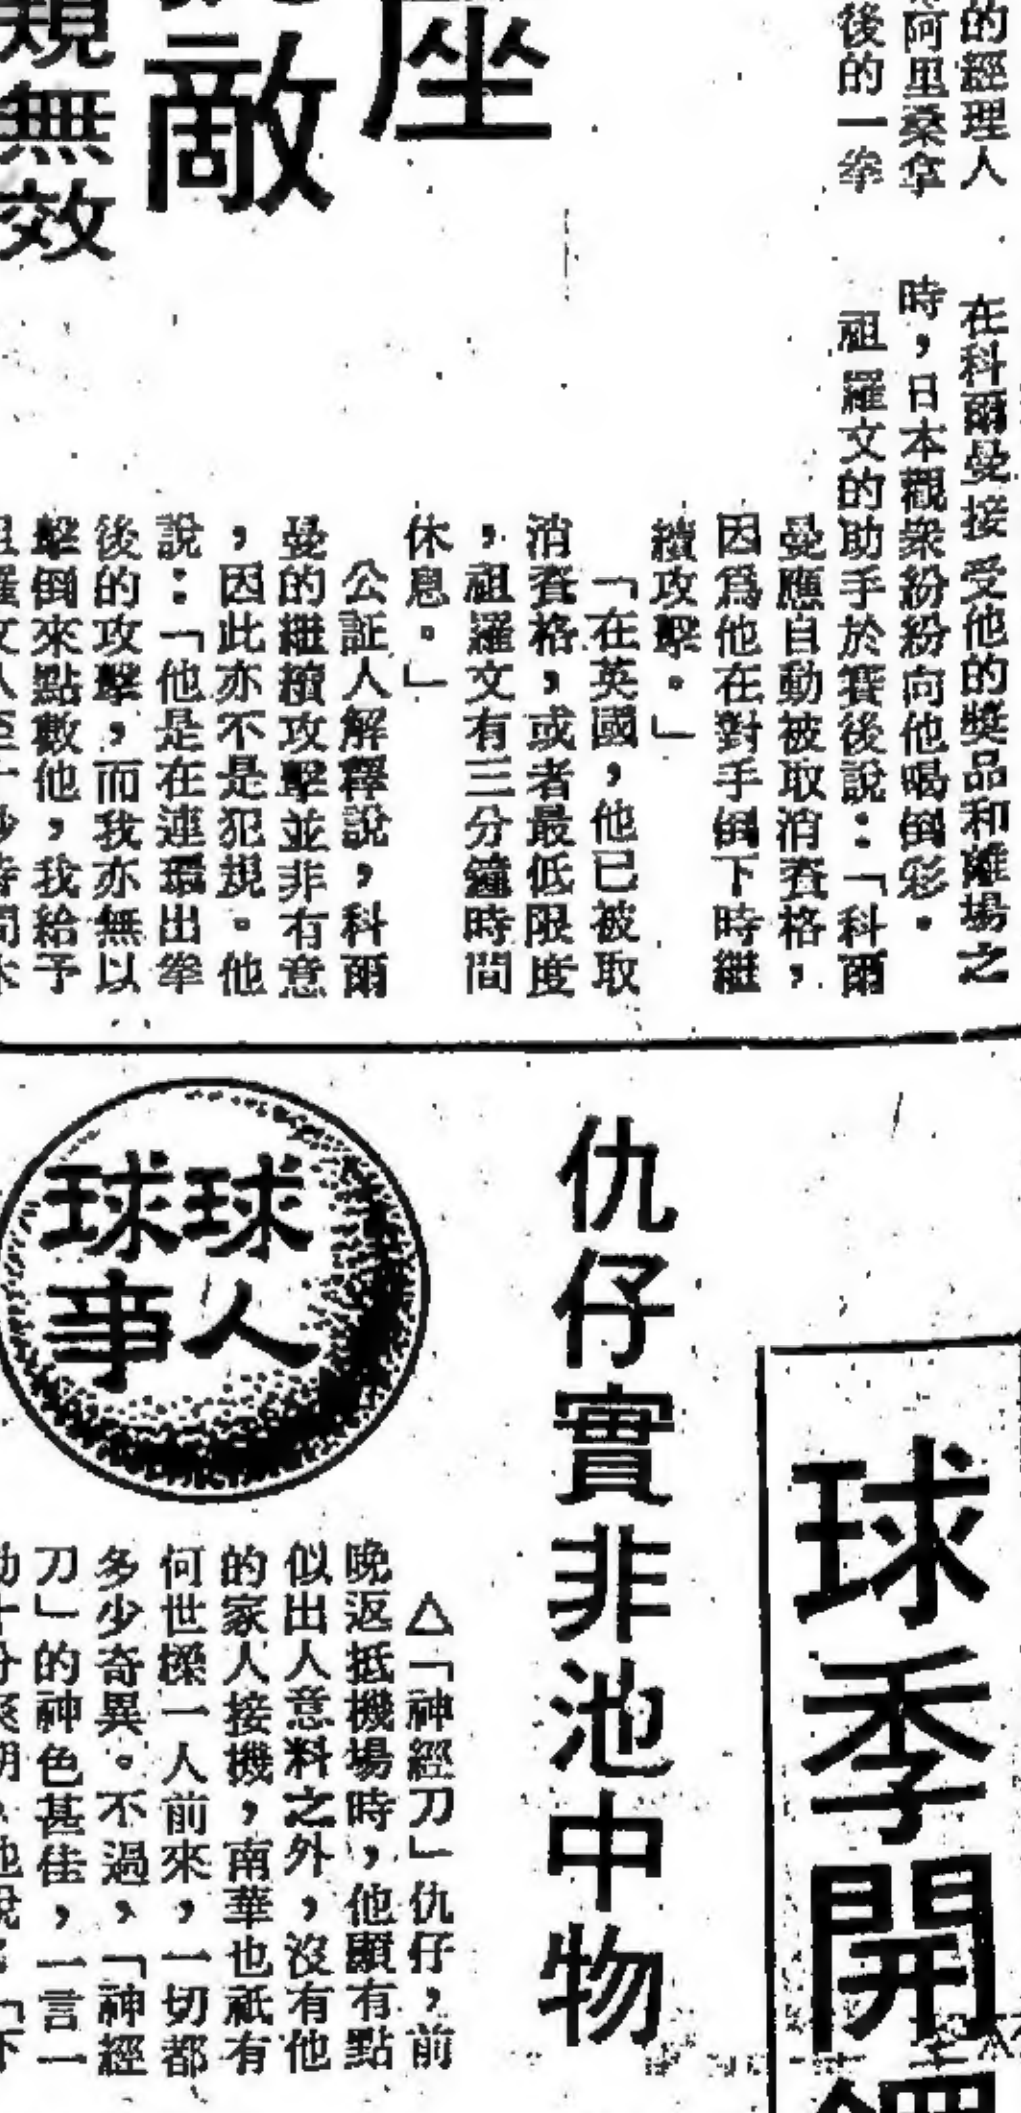 的經理人
阿里桑拿
後的一拳
座
敵
規無效
在科爾曼接受他的獎品和離場之
時，日本觀衆紛紛向他喝倒彩。
祖羅文的助手於賽後說：「科爾
曼應自動被取消資格，
因爲他在對手倒下時繼
續攻擊。」
「在英國，他已被取
消資格，或者最低限度
，祖羅文有三分鐘時間
休息。」
公証人解釋說，科爾
曼的繼續攻擊並非有意
，因此亦不是犯規。他
說：「他是在連環出拳
後的攻擊，而我亦無以
擊倒來點數他，我給予
球季開
仇仔實非池中物
球人
球事
△「神經刀」仇仔，前
晚返抵機場時，他顯有點
似出人意料之外，沒有他
的家人接機，南華也祇有
何世櫟一人前來，一切都
多少奇異。不過，「神經
刀」的神色甚佳，一言一